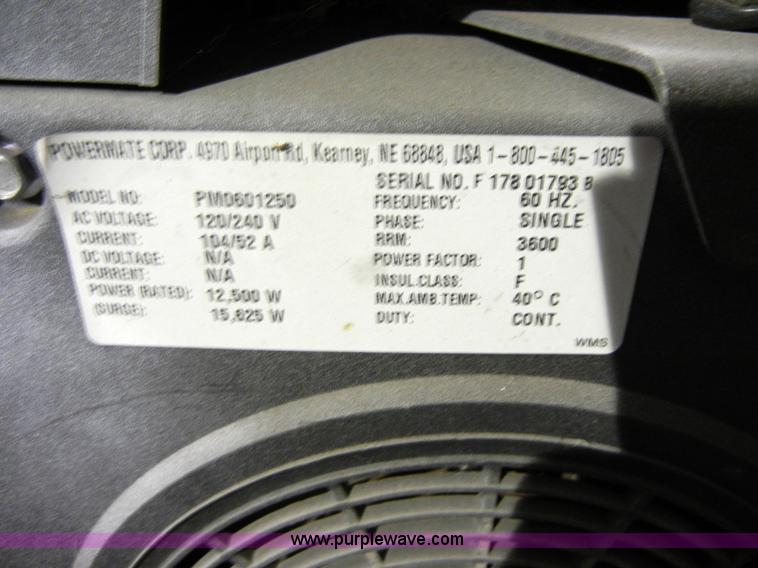 POWERMATE CORP. 4970 Airport Rd, Kearney, NE 68848, USA 1-800-445-1805
SERIAL NO. F 178 01793 B
MODEL NO: PM0601250 FREQUENCY: 60 HZ.
AC VOLTAGE: 120/240 V PHASE: SINGLE
CURRENT: 104/52 A RRM: 3600
DC VOLTAGE: N/A POWER FACTOR: 1
CURRENT: N/A INSUL.CLASS: F
POWER (RATED): 12,500 W MAX.AMB.TEMP: 40° C
(SURGE): 15,625 W DUTY: CONT.
WMS
www.purplewave.com